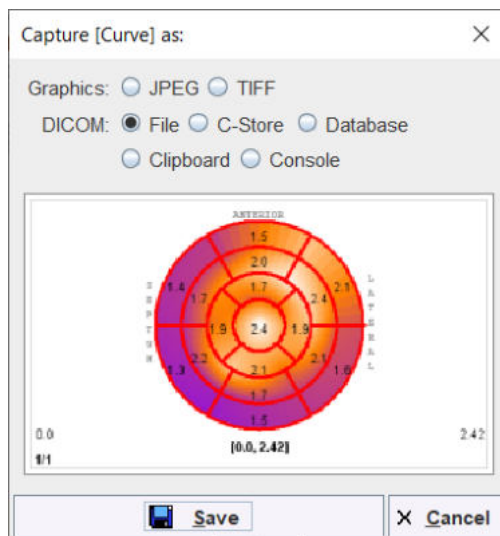 Capture [Curve] as:
Graphics: JPEG TIFF
DICOM: File C-Store Database
Clipboard Console
ANTERIOR
1.5
2.0
1.4 1.7 1.7 2.4 2.1
SEPTUM
LATERAL
1.9 2.4 1.9
1.3 2.2 2.1 2.1 1.6
1.7
1.5
0.0 [0.0, 2.42] 2.42
1/1
Save Cancel